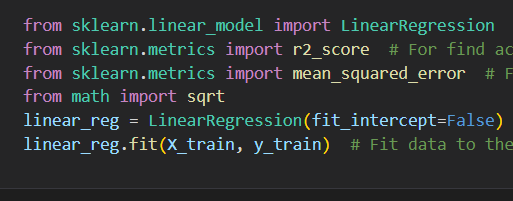 from sklearn.linear_model import LinearRegression
from sklearn.metrics import r2_score  # For find ac
from sklearn.metrics import mean_squared_error  # F
from math import sqrt
linear_reg = LinearRegression(fit_intercept=False)
linear_reg.fit(X_train, y_train)  # Fit data to the